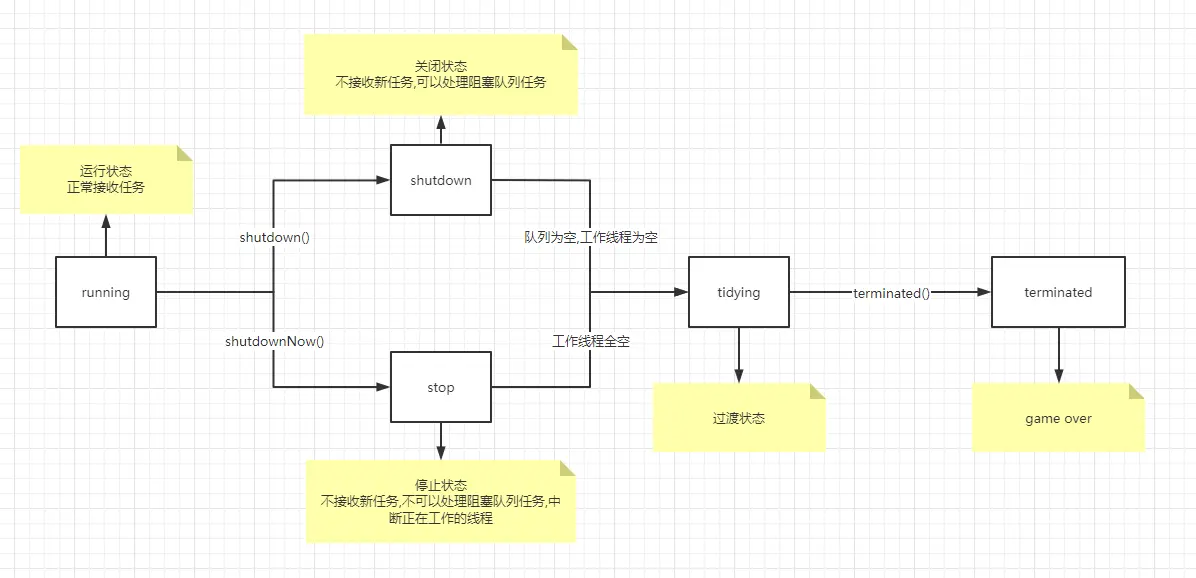 关闭状态
不接收新任务,可以处理阻塞队列任务
运行状态
正常接收任务
shutdown
shutdown()
队列为空,工作线程为空
running
tidying
terminated()
terminated
shutdownNow()
工作线程全空
stop
过渡状态
game over
停止状态
不接收新任务,不可以处理阻塞队列任务,中
断正在工作的线程